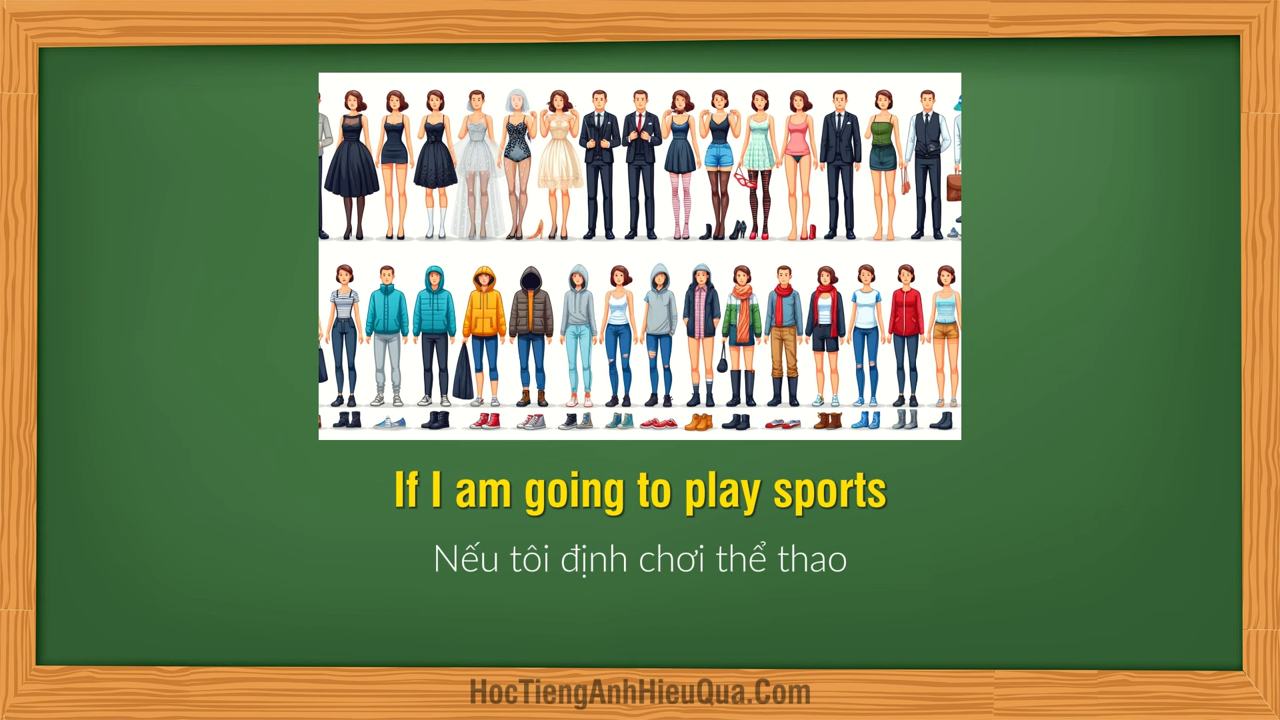 If I am going to play sports
Nếu tôi định chơi thể thao
HocTiengAnhHieuQua.Com